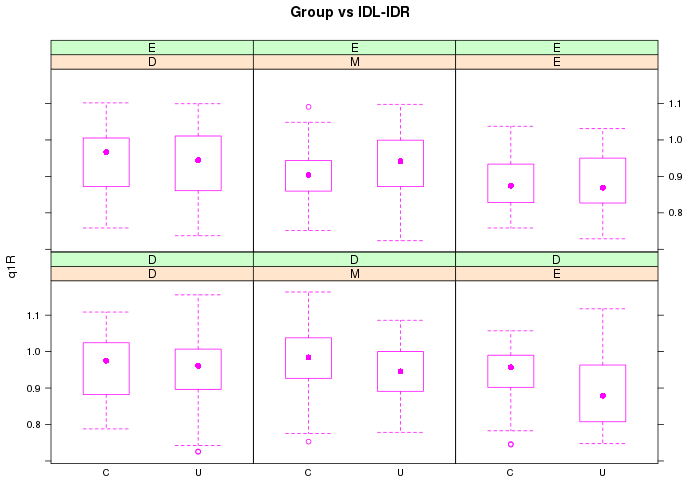 Group vs IDL-IDR
E E E
D M E
1.1
1.0
0.9
0.8
D D D
D M E
q1R
1.1
1.0
0.9
0.8
C U C U C U